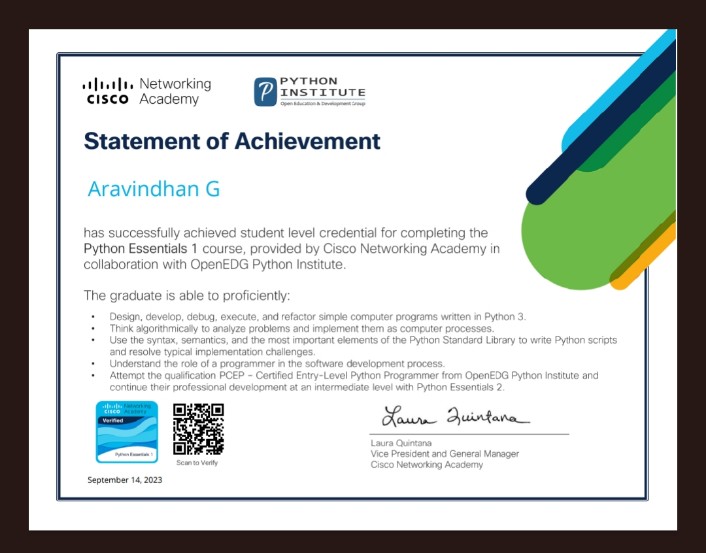 CISCO Networking Academy
PYTHON INSTITUTE
Open Education & Development Group
Statement of Achievement
Aravindhan G
has successfully achieved student level credential for completing the
Python Essentials 1 course, provided by Cisco Networking Academy in
collaboration with OpenEDG Python Institute.
The graduate is able to proficiently:
• Design, develop, debug, execute, and refactor simple computer programs written in Python 3.
• Think algorithmically to analyze problems and implement them as computer processes.
• Use the syntax, semantics, and the most important elements of the Python Standard Library to write Python scripts
and resolve typical implementation challenges.
• Understand the role of a programmer in the software development process.
• Attempt the qualification PCEP – Certified Entry-Level Python Programmer from OpenEDG Python Institute and
continue their professional development at an intermediate level with Python Essentials 2.
CISCO Networking Academy
Verified
Python Essentials 1
Scan to Verify
September 14, 2023
Laura Quintana
Laura Quintana
Vice President and General Manager
Cisco Networking Academy